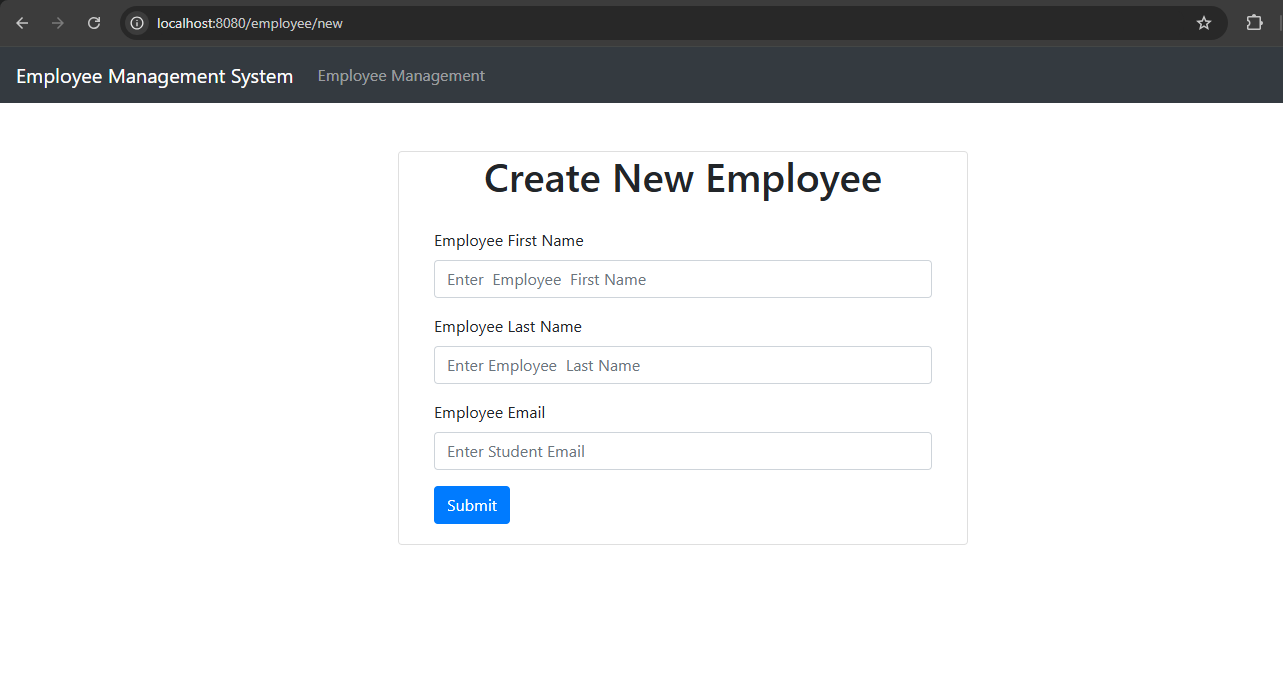 localhost:8080/employee/new
Employee Management System Employee Management
Create New Employee
Employee First Name
Enter  Employee  First Name
Employee Last Name
Enter Employee  Last Name
Employee Email
Enter Student Email
Submit